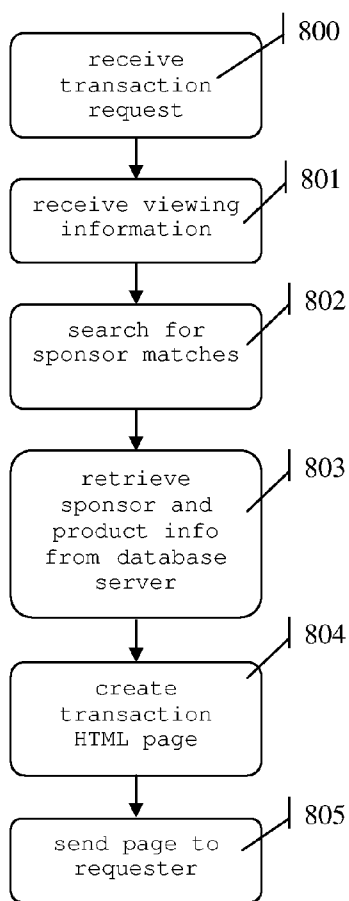 800
receive
transaction
request
801
receive viewing
information
802
search for
sponsor matches
803
retrieve
sponsor and
product info
from database
server
804
create
transaction
HTML page
805
send page to
requester